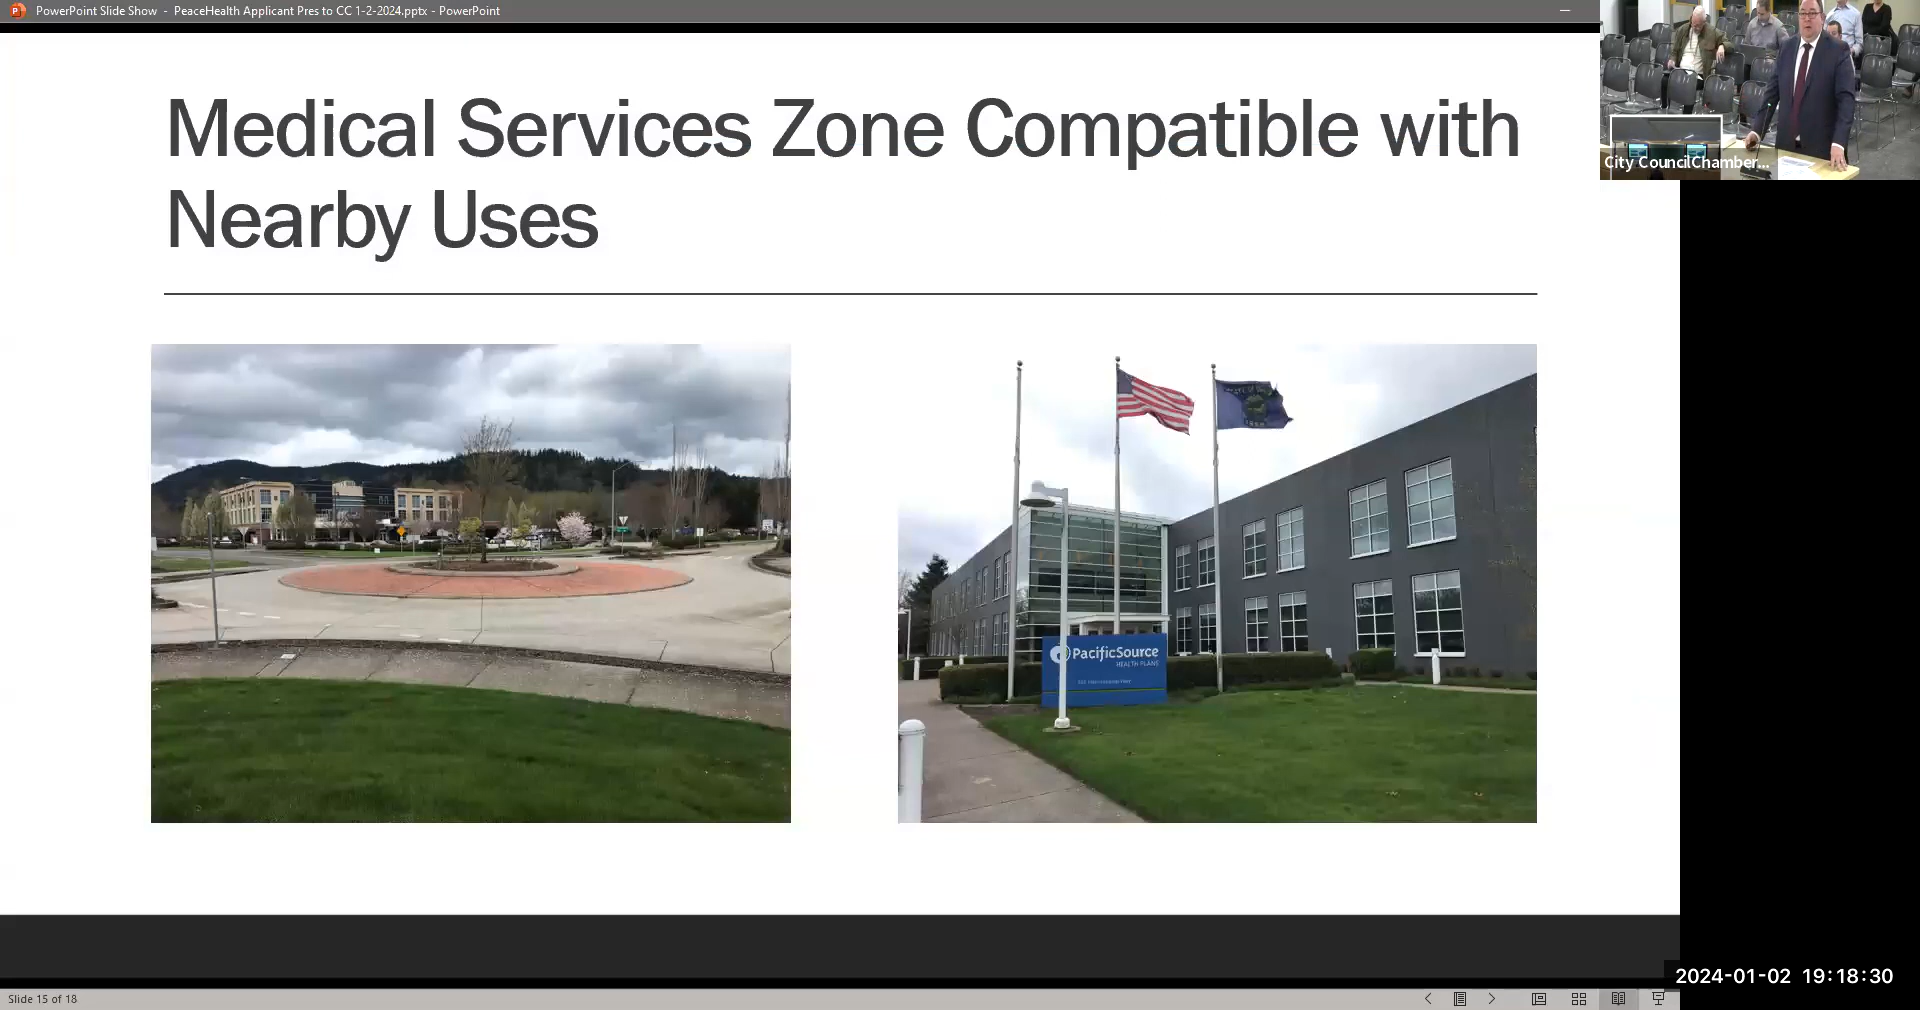 PowerPoint Slide Show - PeaceHealth Applicant Pres to CC 1-2-2024.pptx - PowerPoint
City CouncilChamber...
Medical Services Zone Compatible with
Nearby Uses
PacificSource
HEALTH PLANS
2024-01-02 19:18:30
Slide 15 of 18